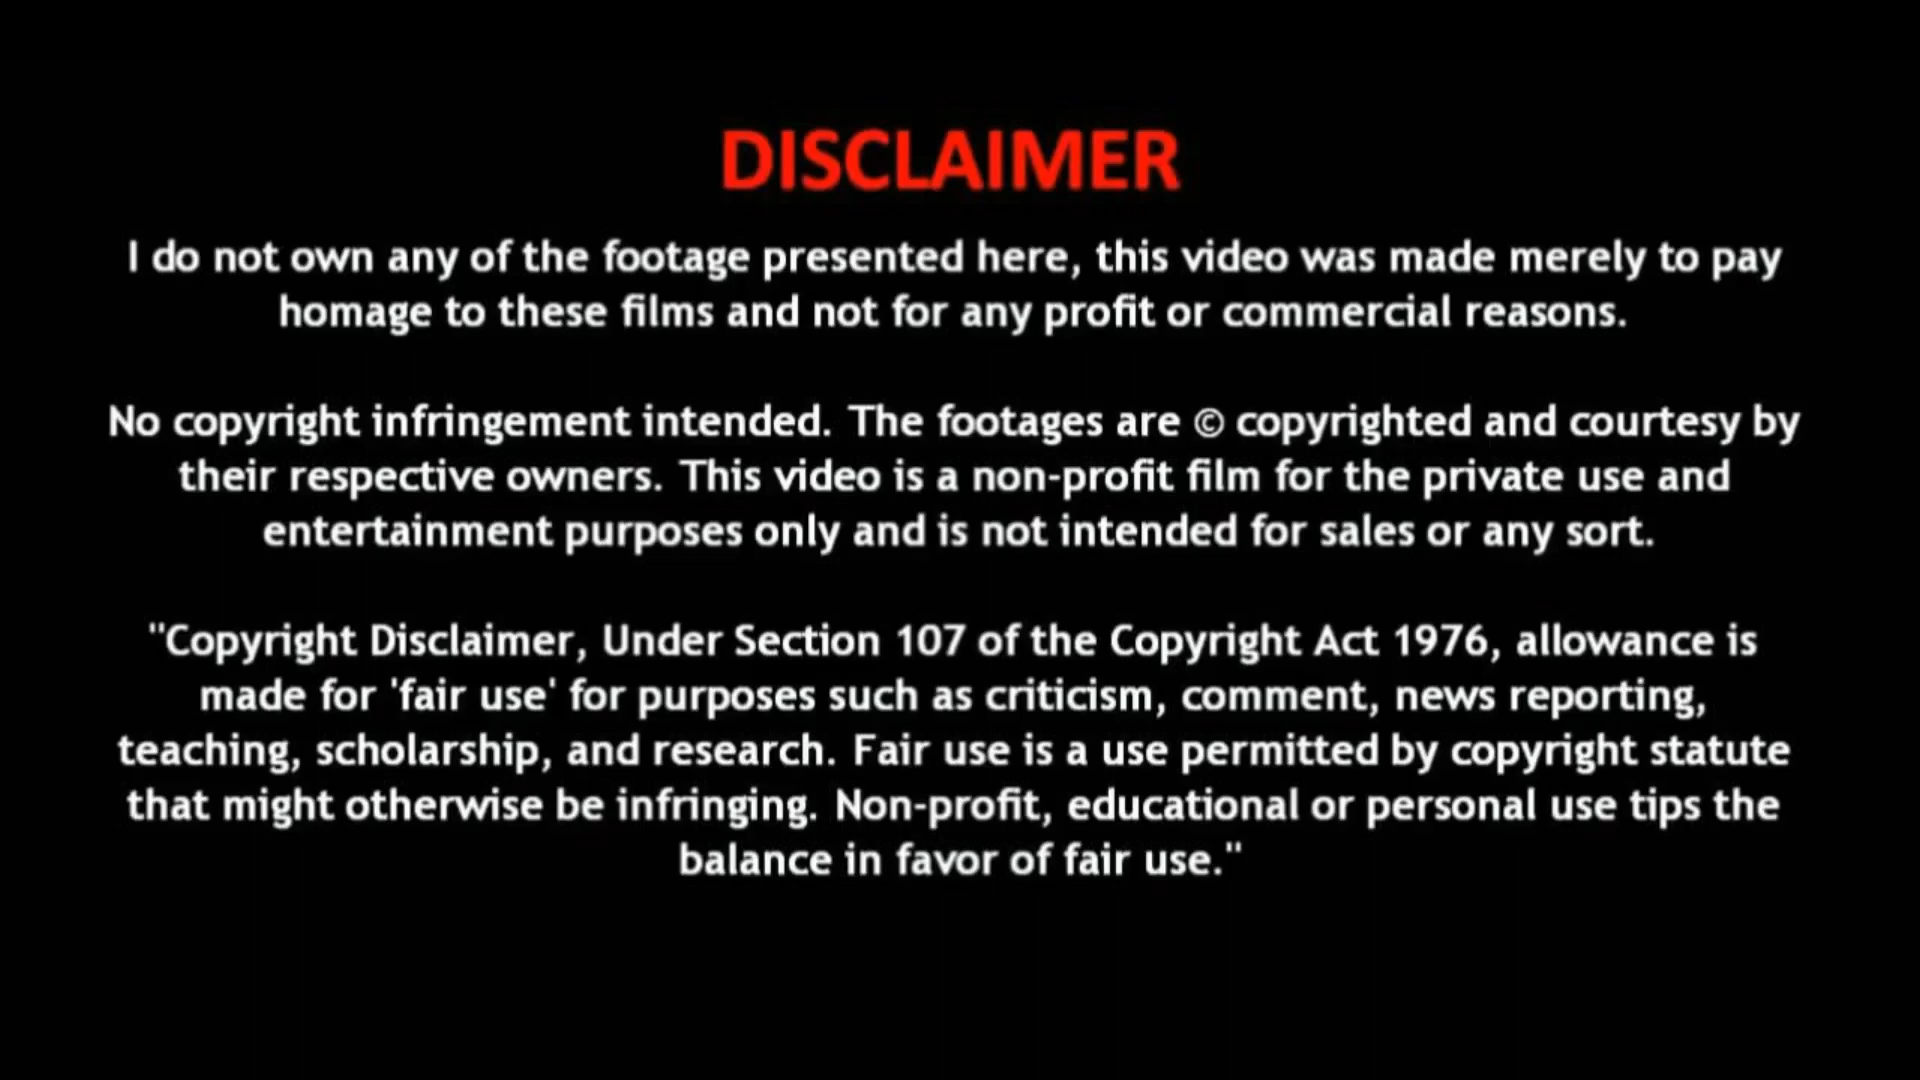 DISCLAIMER
I do not own any of the footage presented here, this video was made merely to pay
homage to these films and not for any profit or commercial reasons.
No copyright infringement intended. The footages are © copyrighted and courtesy by
their respective owners. This video is a non-profit film for the private use and
entertainment purposes only and is not intended for sales or any sort.
"Copyright Disclaimer, Under Section 107 of the Copyright Act 1976, allowance is
made for 'fair use' for purposes such as criticism, comment, news reporting,
teaching, scholarship, and research. Fair use is a use permitted by copyright statute
that might otherwise be infringing. Non-profit, educational or personal use tips the
balance in favor of fair use."